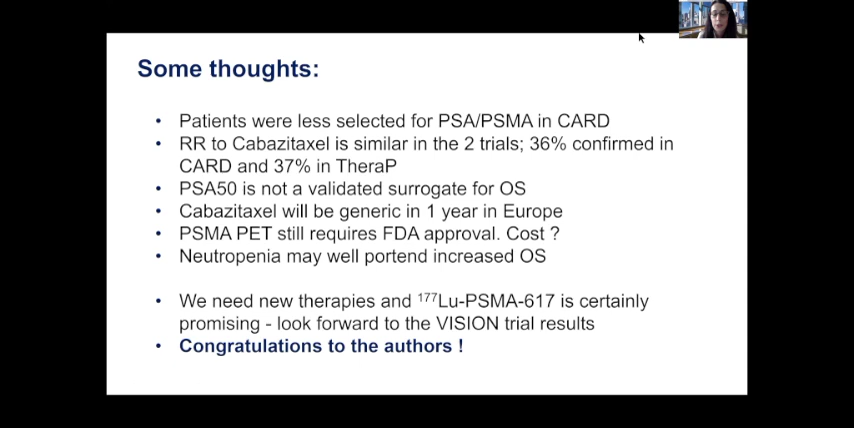 Some thoughts:
• Patients were less selected for PSA/PSMA in CARD
• RR to Cabazitaxel is similar in the 2 trials; 36% confirmed in
CARD and 37% in TheraP
• PSA50 is not a validated surrogate for OS
• Cabazitaxel will be generic in 1 year in Europe
• PSMA PET still requires FDA approval. Cost ?
• Neutropenia may well portend increased OS
• We need new therapies and ¹⁷⁷Lu-PSMA-617 is certainly
promising - look forward to the VISION trial results
• Congratulations to the authors !